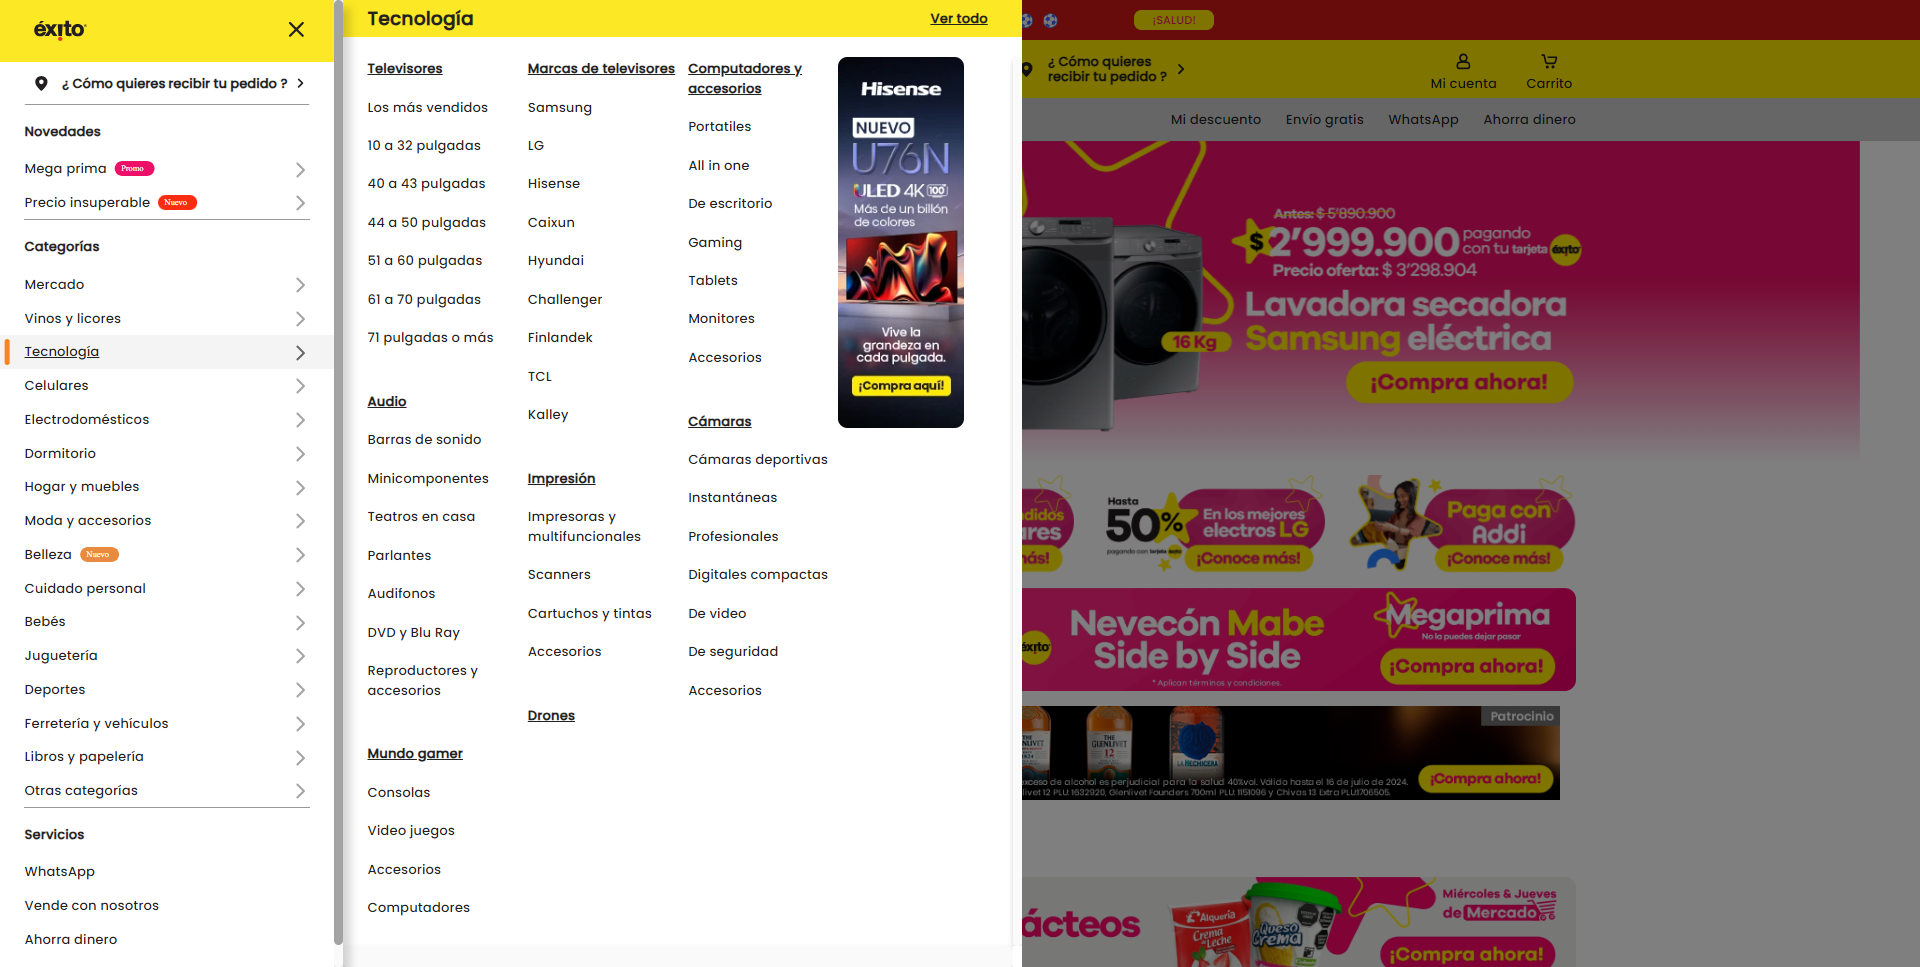 éxito
¿ Cómo quieres recibir tu pedido ?
Novedades
Mega prima Promo
Precio insuperable Nuevo
Categorías
Mercado
Vinos y licores
Tecnología
Celulares
Electrodomésticos
Dormitorio
Hogar y muebles
Moda y accesorios
Belleza Nuevo
Cuidado personal
Bebés
Juguetería
Deportes
Ferretería y vehículos
Libros y papelería
Otras categorías
Servicios
WhatsApp
Vende con nosotros
Ahorra dinero
Tecnología
Ver todo
Televisores
Los más vendidos
10 a 32 pulgadas
40 a 43 pulgadas
44 a 50 pulgadas
51 a 60 pulgadas
61 a 70 pulgadas
71 pulgadas o más
Audio
Barras de sonido
Minicomponentes
Teatros en casa
Parlantes
Audifonos
DVD y Blu Ray
Reproductores y
accesorios
Mundo gamer
Consolas
Video juegos
Accesorios
Computadores
Marcas de televisores
Samsung
LG
Hisense
Caixun
Hyundai
Challenger
Finlandek
TCL
Kalley
Impresión
Impresoras y
multifuncionales
Scanners
Cartuchos y tintas
Accesorios
Drones
Computadores y
accesorios
Portatiles
All in one
De escritorio
Gaming
Tablets
Monitores
Accesorios
Cámaras
Cámaras deportivas
Instantáneas
Profesionales
Digitales compactas
De video
De seguridad
Accesorios
Hisense
NUEVO
U76N
ULED 4K 100"
Más de un billón
de colores
Vive la
grandeza en
cada pulgada.
¡Compra aquí!
¡SALUD!
¿ Cómo quieres
recibir tu pedido ?
Mi cuenta
Carrito
Mi descuento
Envío gratis
WhatsApp
Ahorra dinero
Antes: $ 5'890.900
$2'999.900 pagando
con tu tarjeta éxito
Precio oferta: $ 3'298.904
Lavadora secadora
16 Kg Samsung eléctrica
¡Compra ahora!
didos
ares
más!
Hasta
50%
pagando con tarjeta éxito
En los mejores
electros LG
¡Conoce más!
Paga con
Addi
¡Conoce más!
éxito
Nevecón Mabe
Side by Side
* Aplican términos y condiciones.
Megaprima
No la puedes dejar pasar
¡Compra ahora!
Patrocinio
THE
GLENLIVET
12
LA HECHICERA
exceso de alcohol es perjudicial para la salud 40%vol. Válido hasta el 16 de julio de 2024.
livet 12 PLU: 1632920, Glenlivet Founders 700ml PLU: 1151096 y Chivas 13 Extra PLU:1706505.
¡Compra ahora!
ácteos
Alquería
Crema
de Leche
Queso
Crema
Miércoles & Jueves
de Mercado
¡Compra ahora!